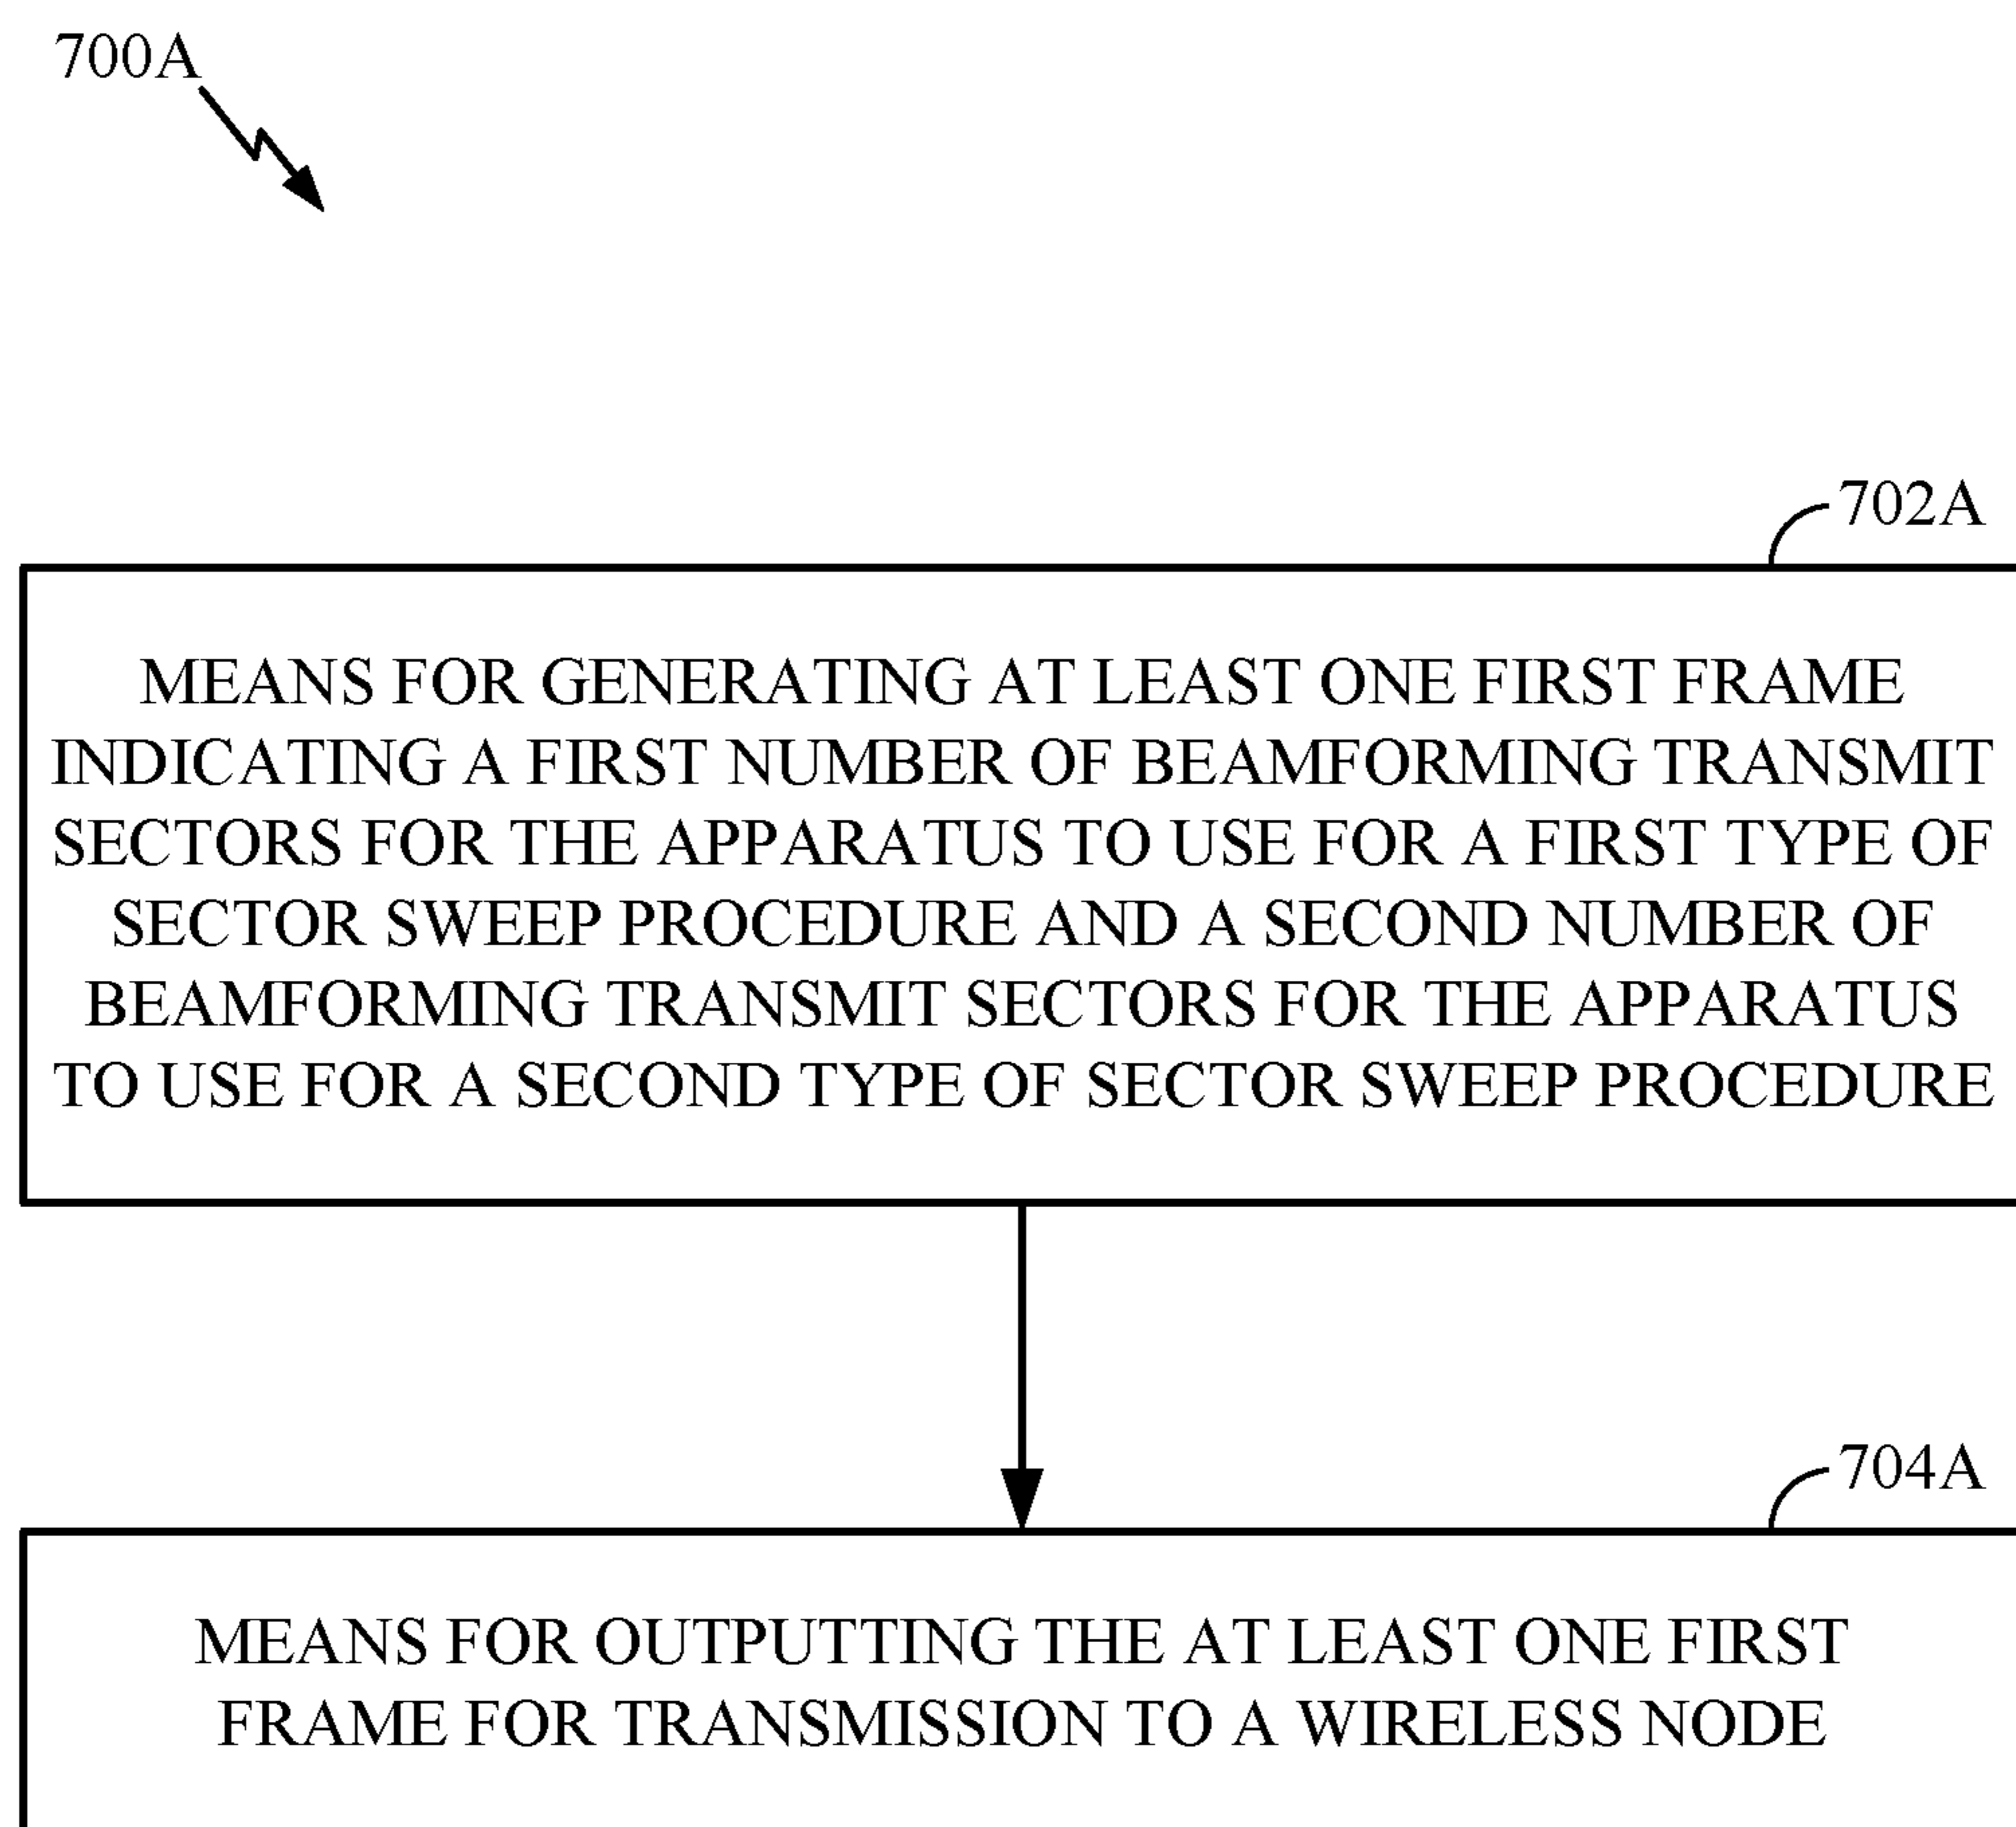 700A
702A
MEANS FOR GENERATING AT LEAST ONE FIRST FRAME
INDICATING A FIRST NUMBER OF BEAMFORMING TRANSMIT
SECTORS FOR THE APPARATUS TO USE FOR A FIRST TYPE OF
SECTOR SWEEP PROCEDURE AND A SECOND NUMBER OF
BEAMFORMING TRANSMIT SECTORS FOR THE APPARATUS
TO USE FOR A SECOND TYPE OF SECTOR SWEEP PROCEDURE
704A
MEANS FOR OUTPUTTING THE AT LEAST ONE FIRST
FRAME FOR TRANSMISSION TO A WIRELESS NODE